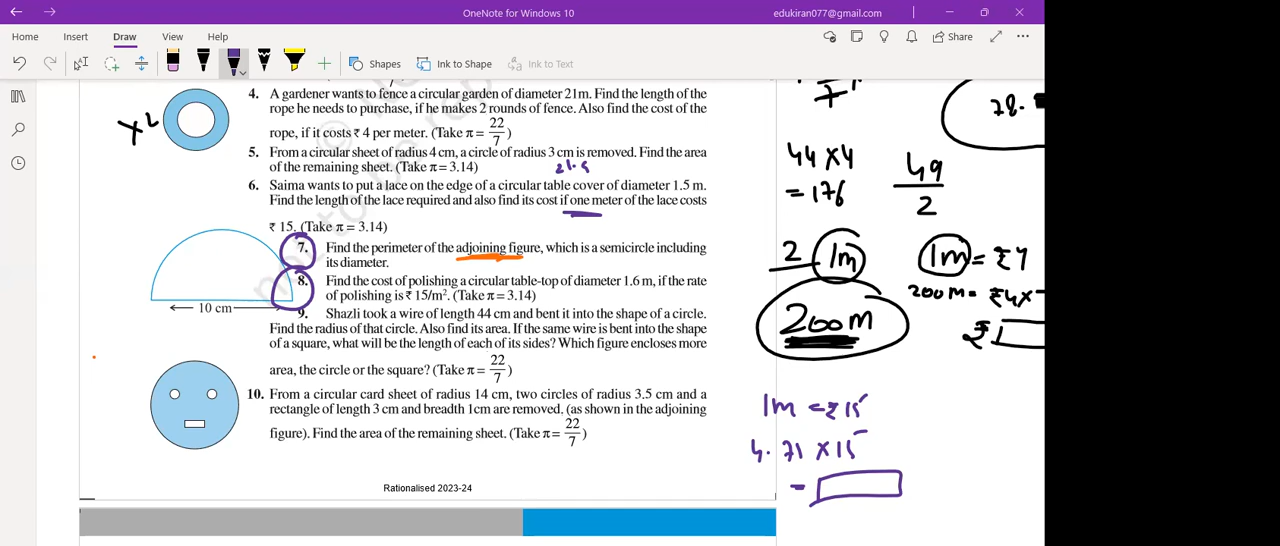 OneNote for Windows 10
edukiran077@gmail.com
Home Insert Draw View Help
Share
Shapes Ink to Shape Ink to Text
4. A gardener wants to fence a circular garden of diameter 21m. Find the length of the
rope he needs to purchase, if he makes 2 rounds of fence. Also find the cost of the
rope, if it costs ₹ 4 per meter. (Take π = 22/7)
5. From a circular sheet of radius 4 cm, a circle of radius 3 cm is removed. Find the area
of the remaining sheet. (Take π = 3.14)
6. Saima wants to put a lace on the edge of a circular table cover of diameter 1.5 m.
Find the length of the lace required and also find its cost if one meter of the lace costs
₹ 15. (Take π = 3.14)
7. Find the perimeter of the adjoining figure, which is a semicircle including
its diameter.
10 cm
8. Find the cost of polishing a circular table-top of diameter 1.6 m, if the rate
of polishing is ₹ 15/m². (Take π = 3.14)
9. Shazli took a wire of length 44 cm and bent it into the shape of a circle.
Find the radius of that circle. Also find its area. If the same wire is bent into the shape
of a square, what will be the length of each of its sides? Which figure encloses more
area, the circle or the square? (Take π = 22/7)
10. From a circular card sheet of radius 14 cm, two circles of radius 3.5 cm and a
rectangle of length 3 cm and breadth 1cm are removed. (as shown in the adjoining
figure). Find the area of the remaining sheet. (Take π = 22/7)
Rationalised 2023-24
7
78.
44 × 4
= 176
49
2
2 1m
200m
1m = ₹4
200m = ₹4×
₹
1m = ₹15
4.71 × 15
=